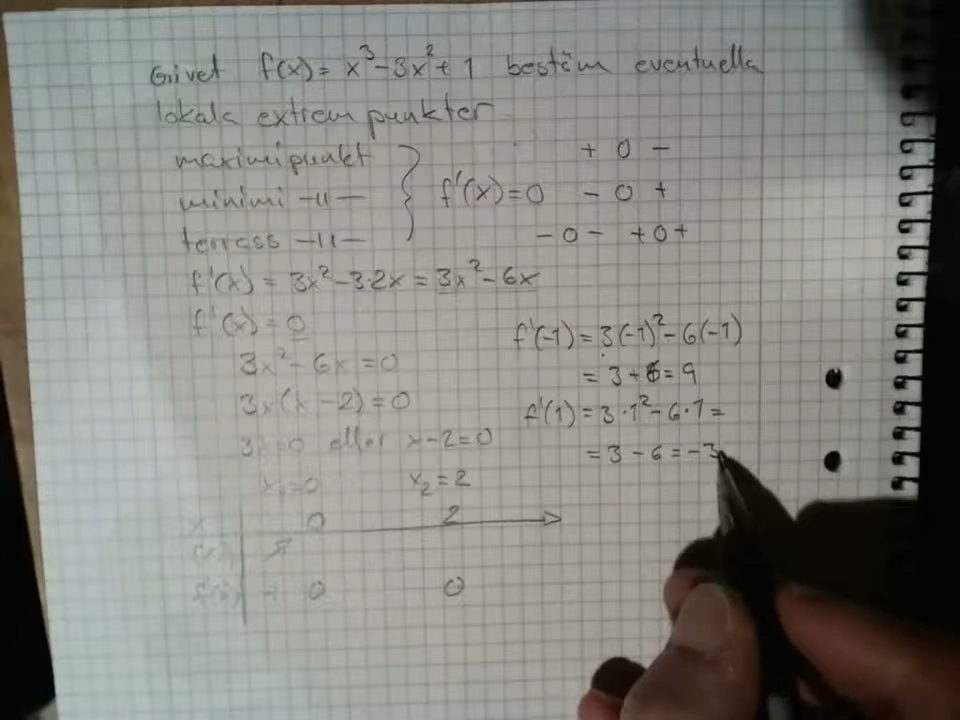 Givet f(x) = x³ - 3x² + 1 bestäm eventuella
lokala extrempunkter
maximipunkt + 0 -
minimi -11- f'(x) = 0 - 0 +
terrass -11- - 0 - + 0 +
f'(x) = 3x² - 3·2x = 3x² - 6x
f'(x) = 0
3x² - 6x = 0
3x(x - 2) = 0
3x = 0 eller x - 2 = 0
x₁ = 0 x₂ = 2
f'(-1) = 3(-1)² - 6(-1)
= 3 + 6 = 9
f'(1) = 3·1² - 6·1 =
= 3 - 6 = -3
x 0 2
f(x) ↗
f'(x) + 0 0